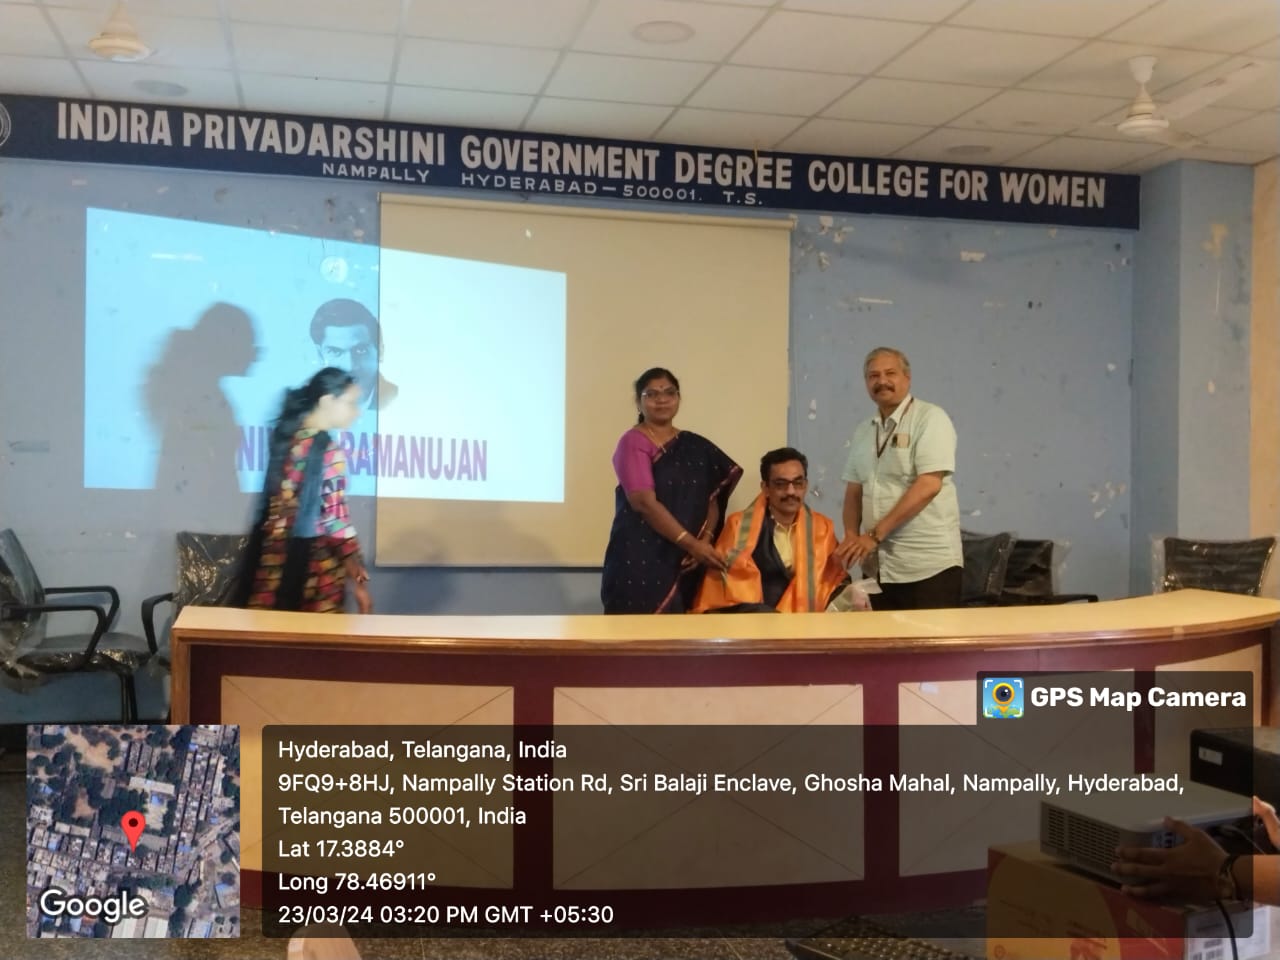 INDIRA PRIYADARSHINI GOVERNMENT DEGREE COLLEGE FOR WOMEN
NAMPALLY HYDERABAD-500001. T.S.
RAMANUJAN
GPS Map Camera
Hyderabad, Telangana, India
9FQ9+8HJ, Nampally Station Rd, Sri Balaji Enclave, Ghosha Mahal, Nampally, Hyderabad,
Telangana 500001, India
Lat 17.3884°
Long 78.46911°
23/03/24 03:20 PM GMT +05:30
Google